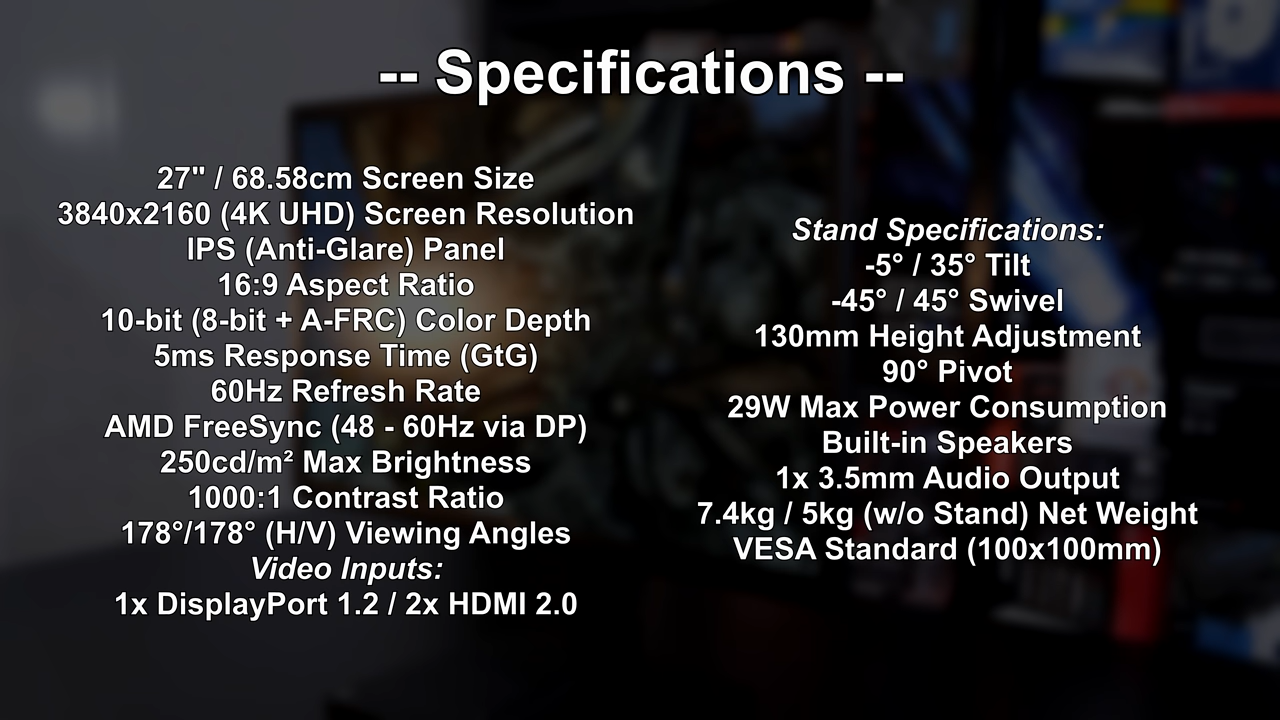 -- Specifications --
27" / 68.58cm Screen Size
3840x2160 (4K UHD) Screen Resolution
IPS (Anti-Glare) Panel
16:9 Aspect Ratio
10-bit (8-bit + A-FRC) Color Depth
5ms Response Time (GtG)
60Hz Refresh Rate
AMD FreeSync (48 - 60Hz via DP)
250cd/m² Max Brightness
1000:1 Contrast Ratio
178°/178° (H/V) Viewing Angles
Video Inputs:
1x DisplayPort 1.2 / 2x HDMI 2.0
Stand Specifications:
-5° / 35° Tilt
-45° / 45° Swivel
130mm Height Adjustment
90° Pivot
29W Max Power Consumption
Built-in Speakers
1x 3.5mm Audio Output
7.4kg / 5kg (w/o Stand) Net Weight
VESA Standard (100x100mm)